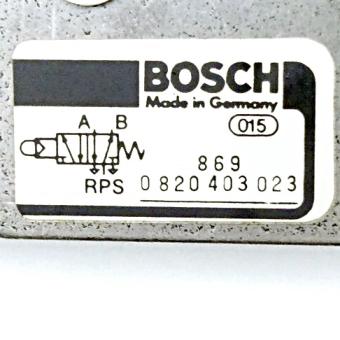 BOSCH
Made in Germany
015
A B
RPS
869
0 820 403 023